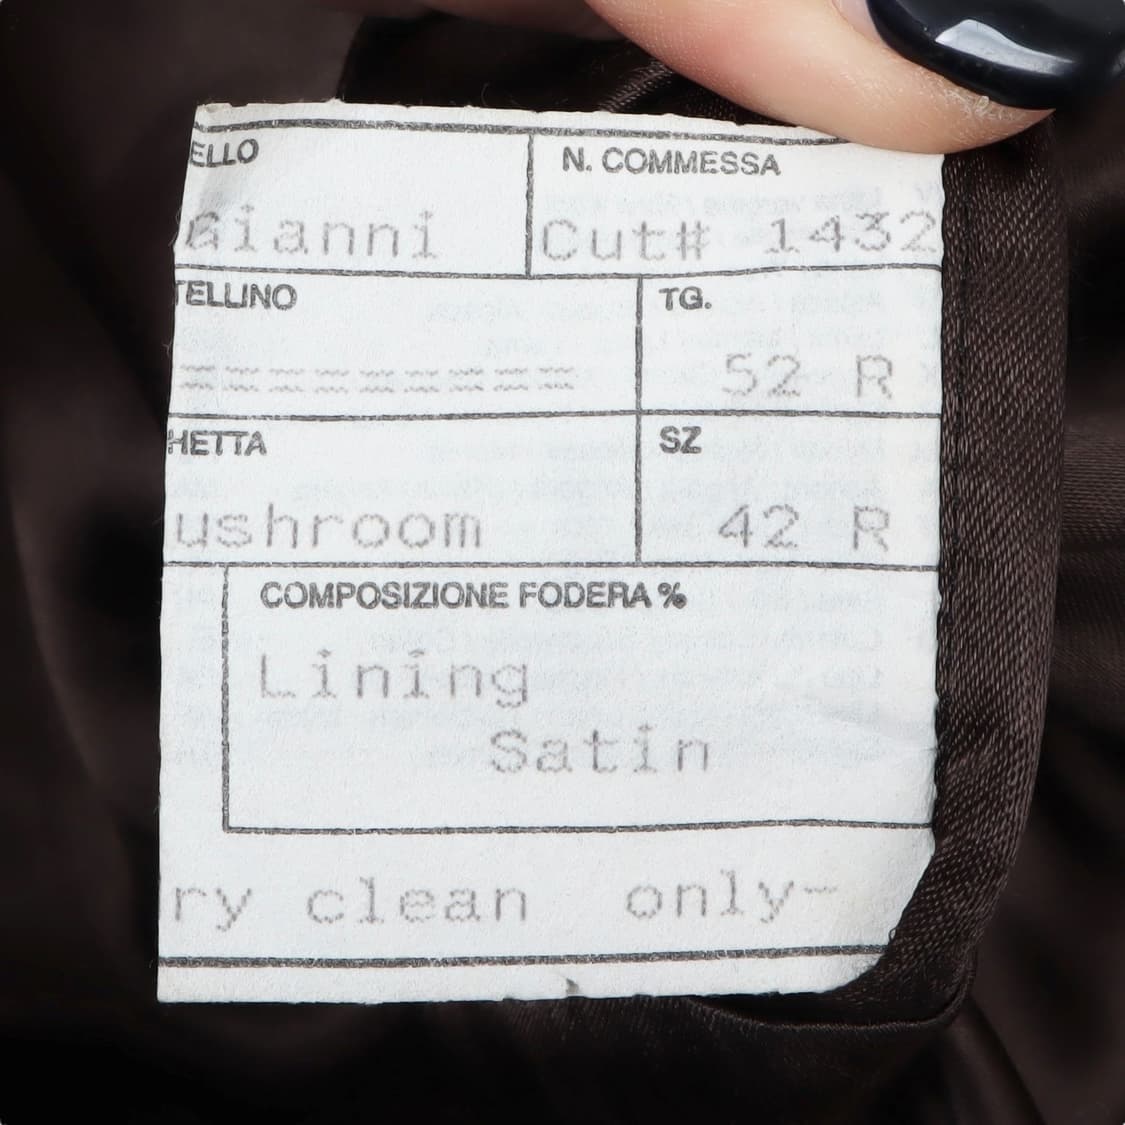 ELLO
N. COMMESSA
Gianni
Cut# 1432
TELLINO
TG.
==========
52 R
HETTA
SZ
ushroom
42 R
COMPOSIZIONE FODERA %
Lining
Satin
ry clean only-